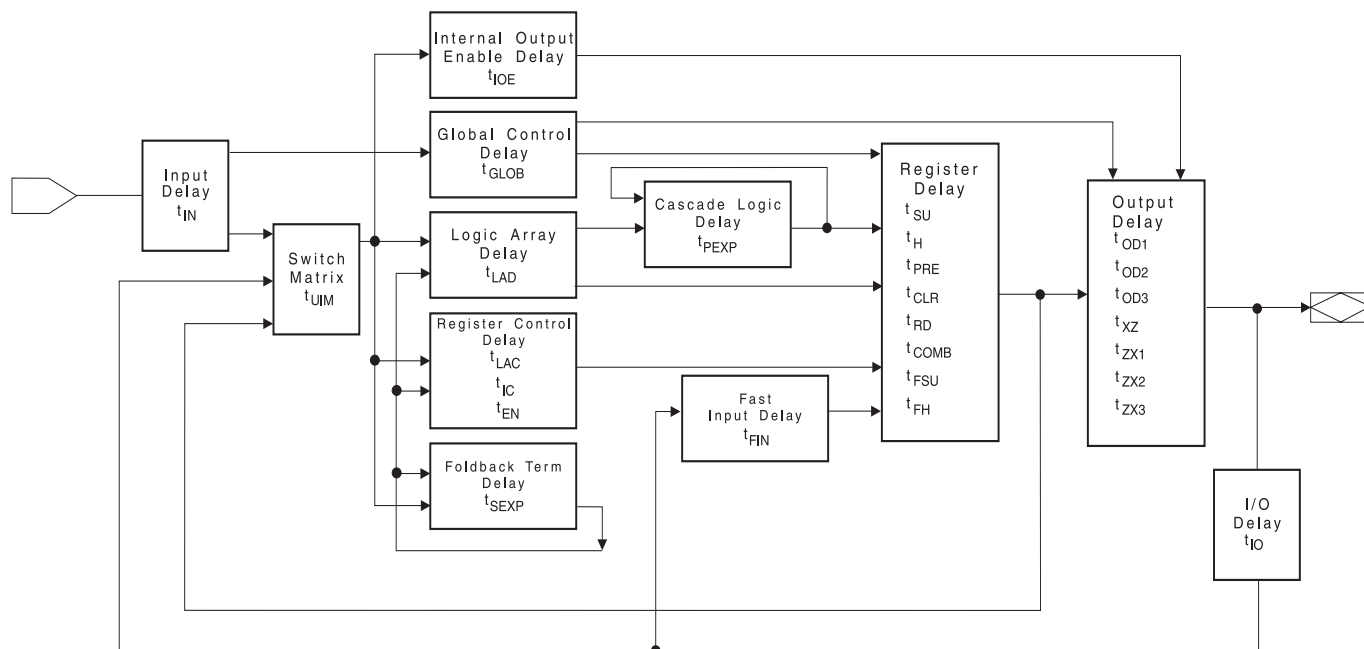 Internal Output
Enable Delay
tIOE
Global Control
Delay
tGLOB
Input
Delay
tIN
Switch
Matrix
tUIM
Logic Array
Delay
tLAD
Cascade Logic
Delay
tPEXP
Register Control
Delay
tLAC
tIC
tEN
Fast
Input Delay
tFIN
Foldback Term
Delay
tSEXP
Register
Delay
tSU
tH
tPRE
tCLR
tRD
tCOMB
tFSU
tFH
Output
Delay
tOD1
tOD2
tOD3
tXZ
tZX1
tZX2
tZX3
I/O
Delay
tIO